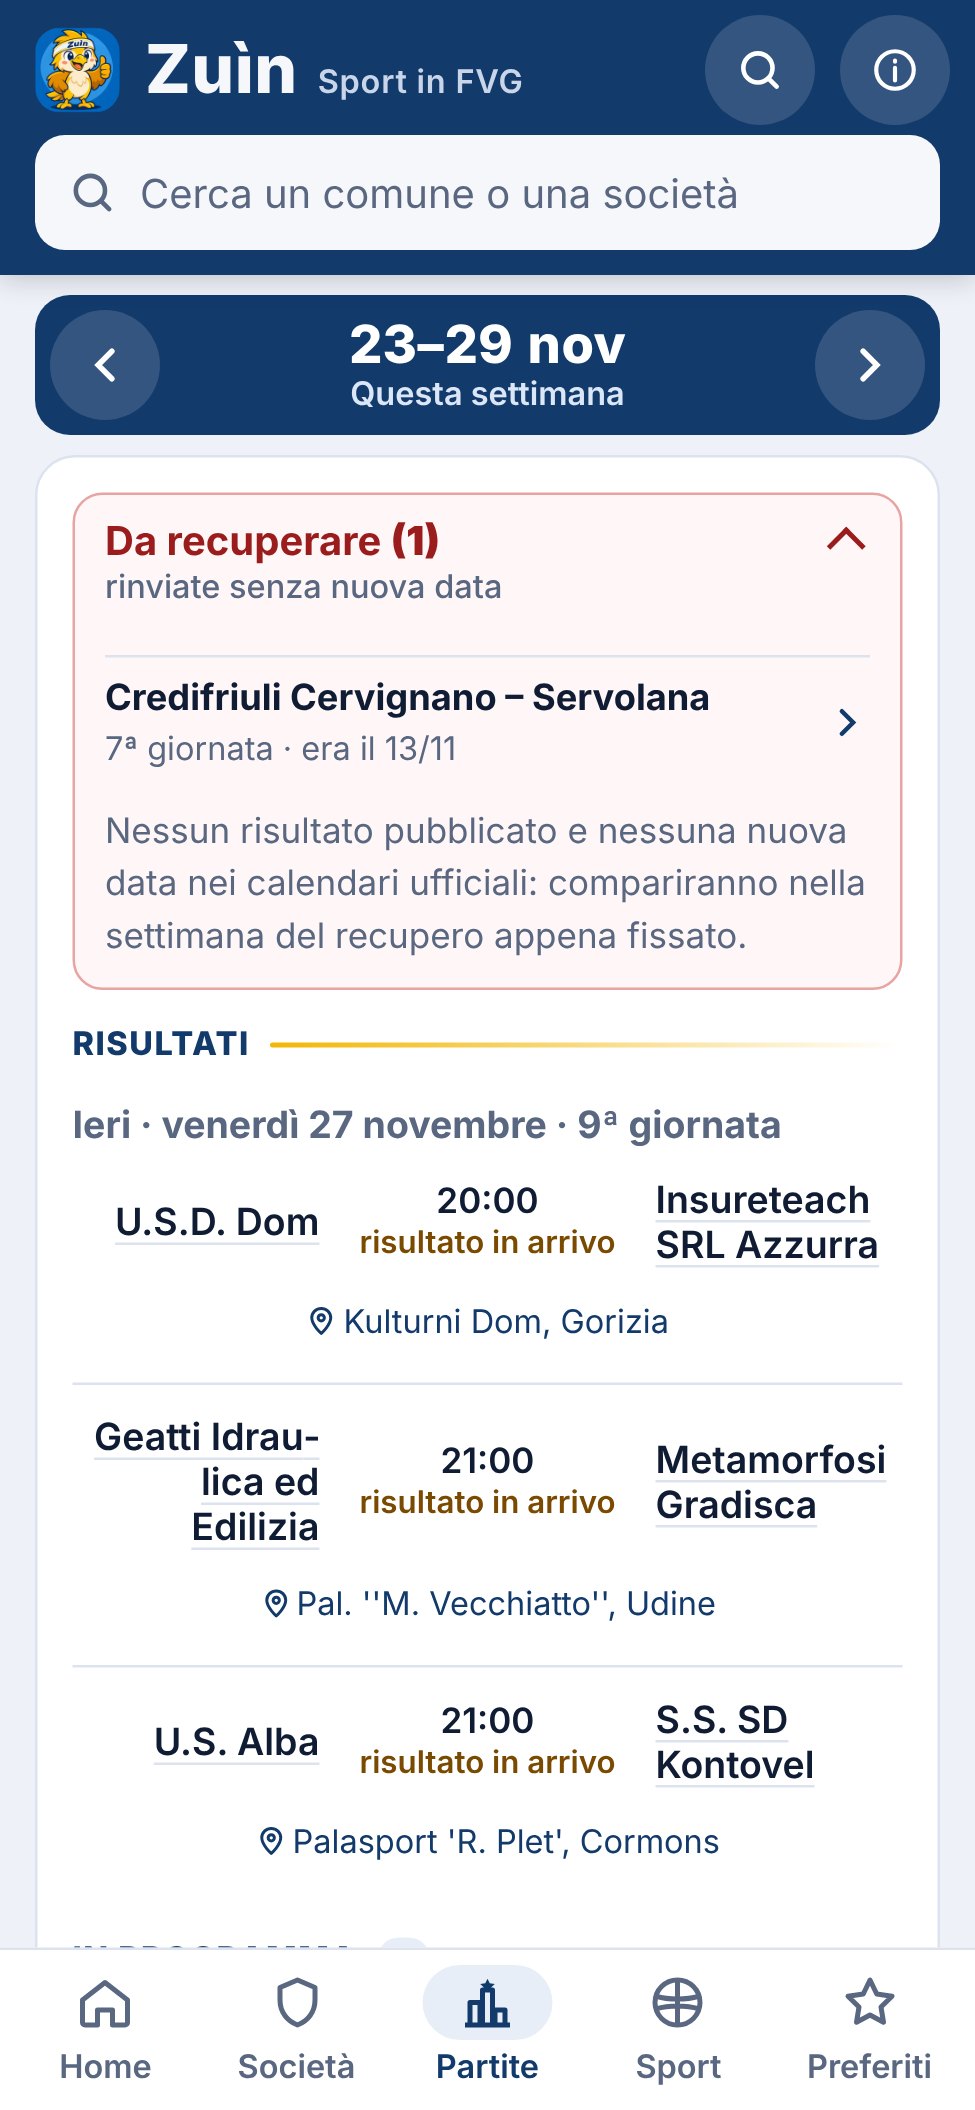 Zuìn
Zuìn Sport in FVG
Cerca un comune o una società
23–29 nov
Questa settimana
Da recuperare (1)
rinviate senza nuova data
Credifriuli Cervignano – Servolana
7ª giornata · era il 13/11
Nessun risultato pubblicato e nessuna nuova
data nei calendari ufficiali: compariranno nella
settimana del recupero appena fissato.
RISULTATI
Ieri · venerdì 27 novembre · 9ª giornata
U.S.D. Dom
20:00
risultato in arrivo
Insureteach
SRL Azzurra
Kulturni Dom, Gorizia
Geatti Idrau-
lica ed
Edilizia
21:00
risultato in arrivo
Metamorfosi
Gradisca
Pal. ''M. Vecchiatto'', Udine
U.S. Alba
21:00
risultato in arrivo
S.S. SD
Kontovel
Palasport 'R. Plet', Cormons
Home
Società
Partite
Sport
Preferiti